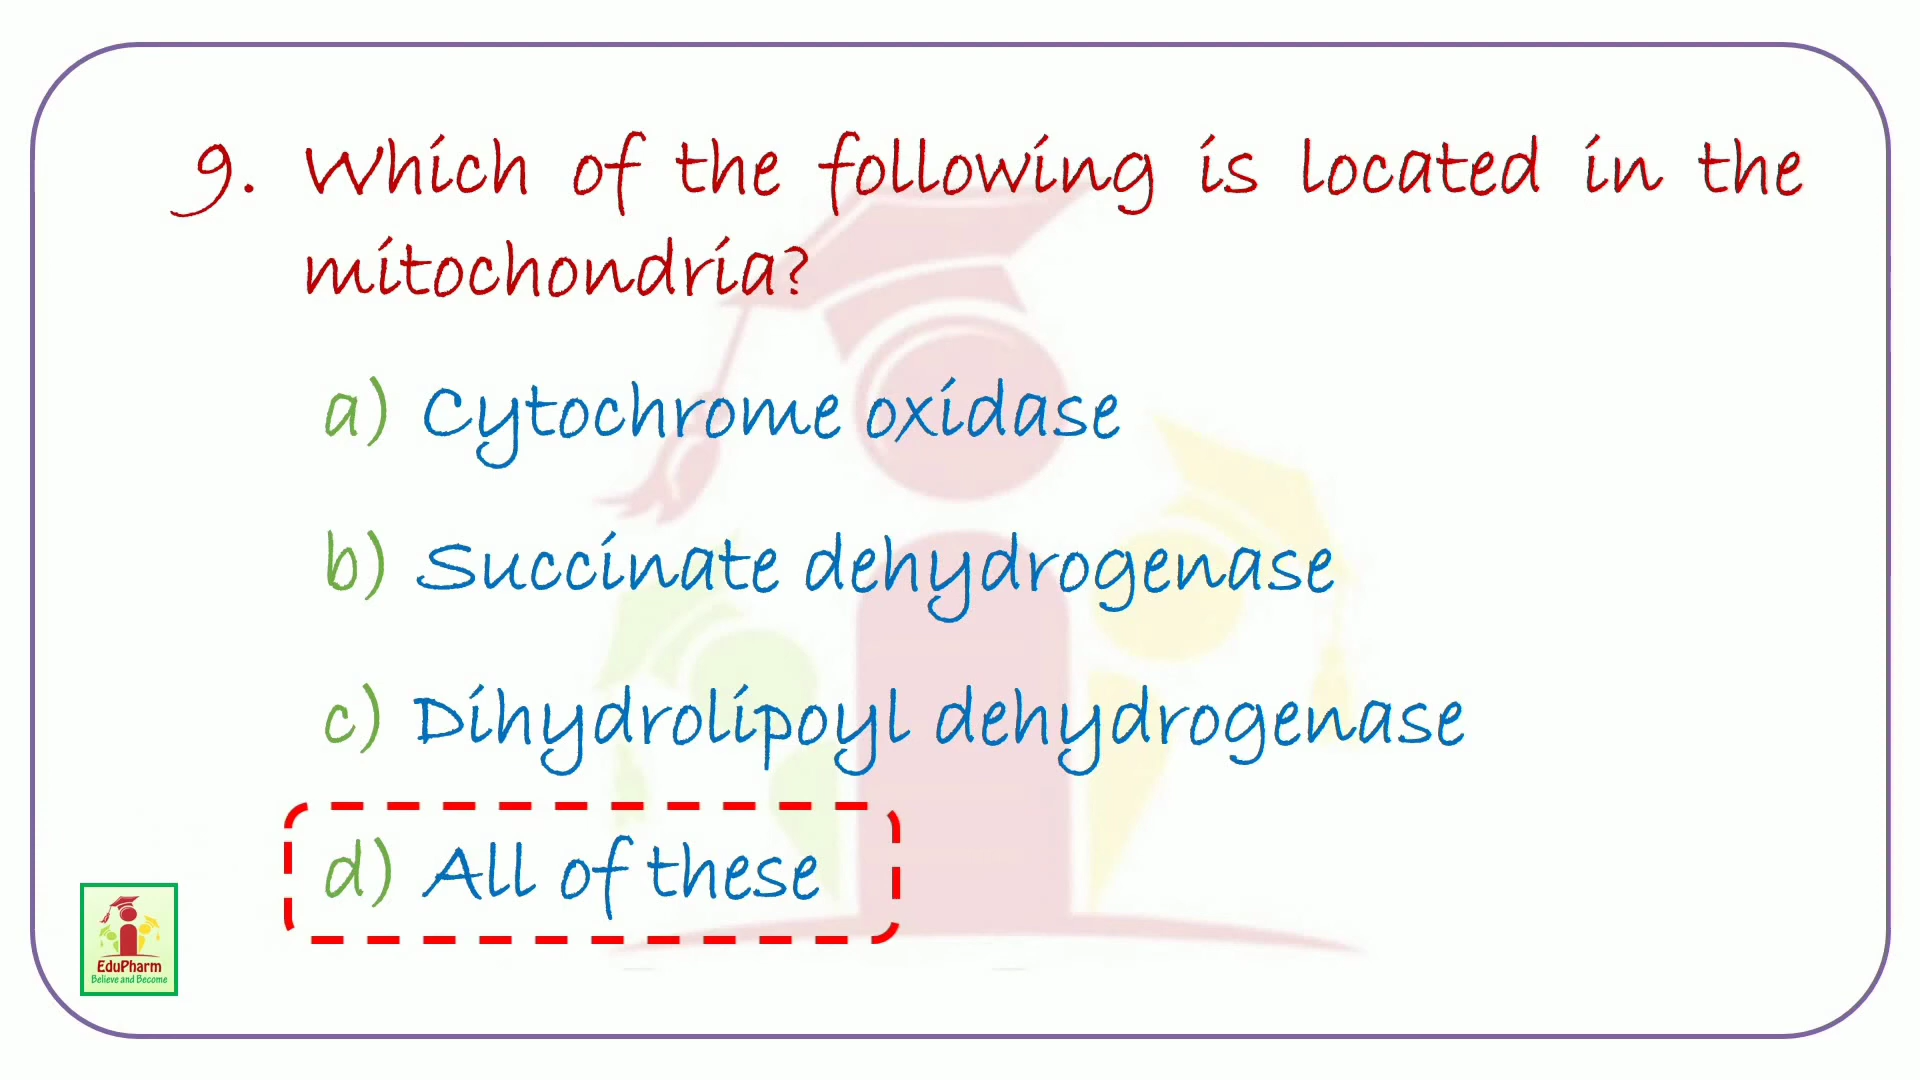 9. Which of the following is located in the
mitochondria?
a) Cytochrome oxidase
b) Succinate dehydrogenase
c) Dihydrolipoyl dehydrogenase
d) All of these
EduPharm
Believe and Become